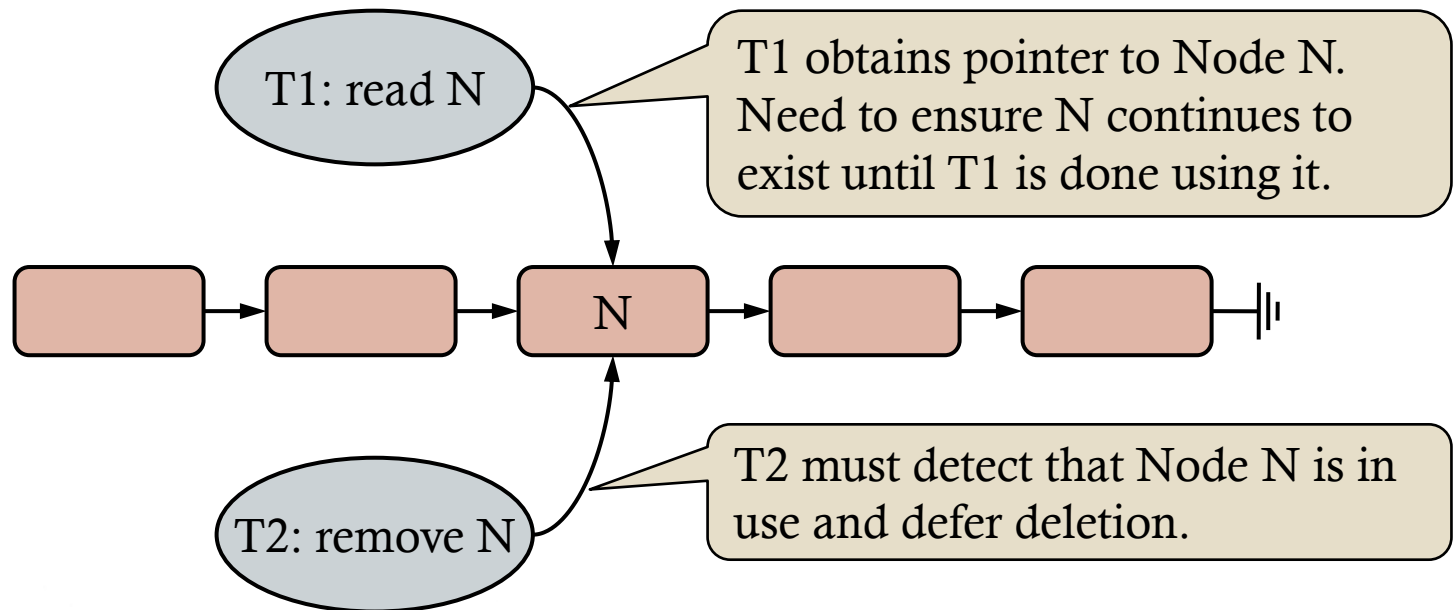 T1: read N
T1 obtains pointer to Node N.
Need to ensure N continues to
exist until T1 is done using it.
N
T2: remove N
T2 must detect that Node N is in
use and defer deletion.